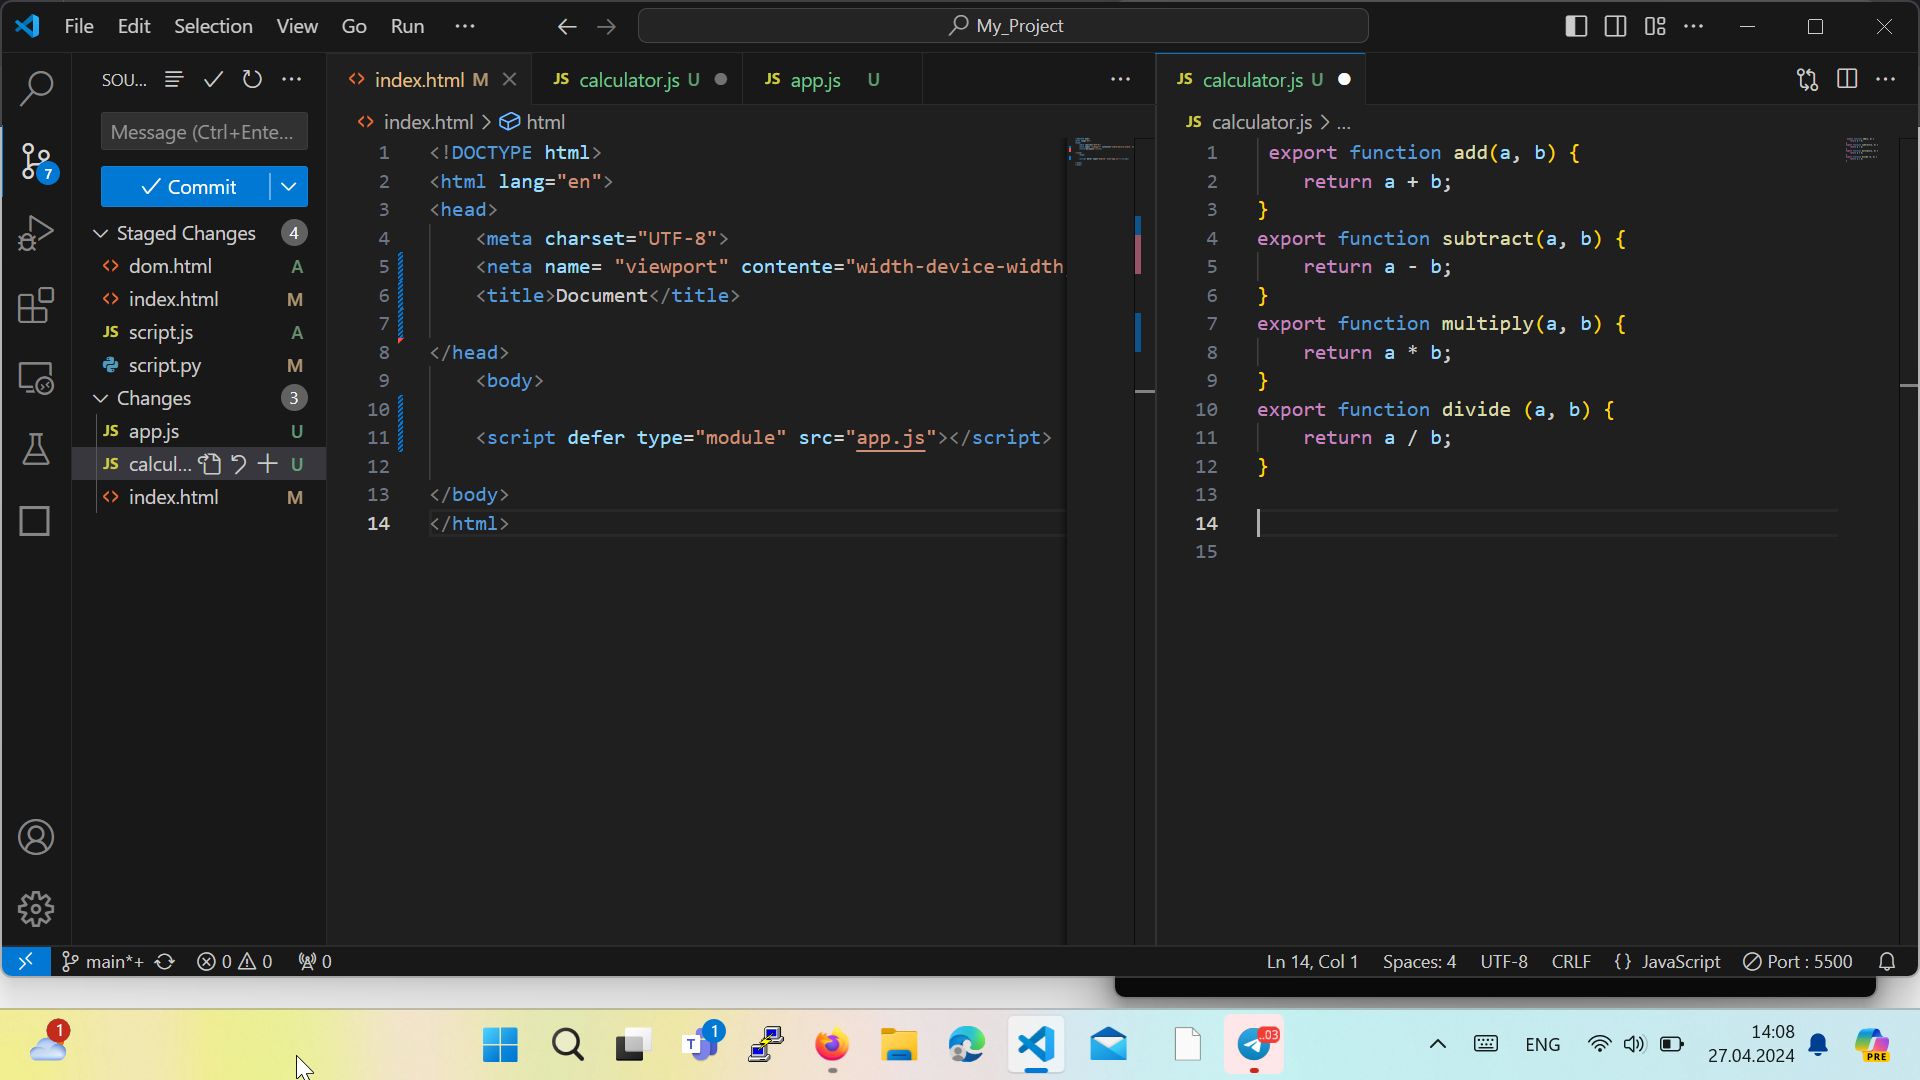 File Edit Selection View Go Run ··· My_Project
SOU...
Message (Ctrl+Ente...
Commit
Staged Changes 4
dom.html A
index.html M
script.js A
script.py M
Changes 3
app.js U
calcul... U
index.html M
7
index.html M calculator.js U app.js U
index.html > html
1 <!DOCTYPE html>
2 <html lang="en">
3 <head>
4 <meta charset="UTF-8">
5 <neta name= "viewport" contente="width-device-width,
6 <title>Document</title>
7
8 </head>
9 <body>
10
11 <script defer type="module" src="app.js"></script>
12
13 </body>
14 </html>
calculator.js U
calculator.js > ...
1 export function add(a, b) {
2 return a + b;
3 }
4 export function subtract(a, b) {
5 return a - b;
6 }
7 export function multiply(a, b) {
8 return a * b;
9 }
10 export function divide (a, b) {
11 return a / b;
12 }
13
14
15
main*+ 0 0 0 Ln 14, Col 1 Spaces: 4 UTF-8 CRLF {} JavaScript Port : 5500
1 1 .03 ENG 14:08
27.04.2024
PRE